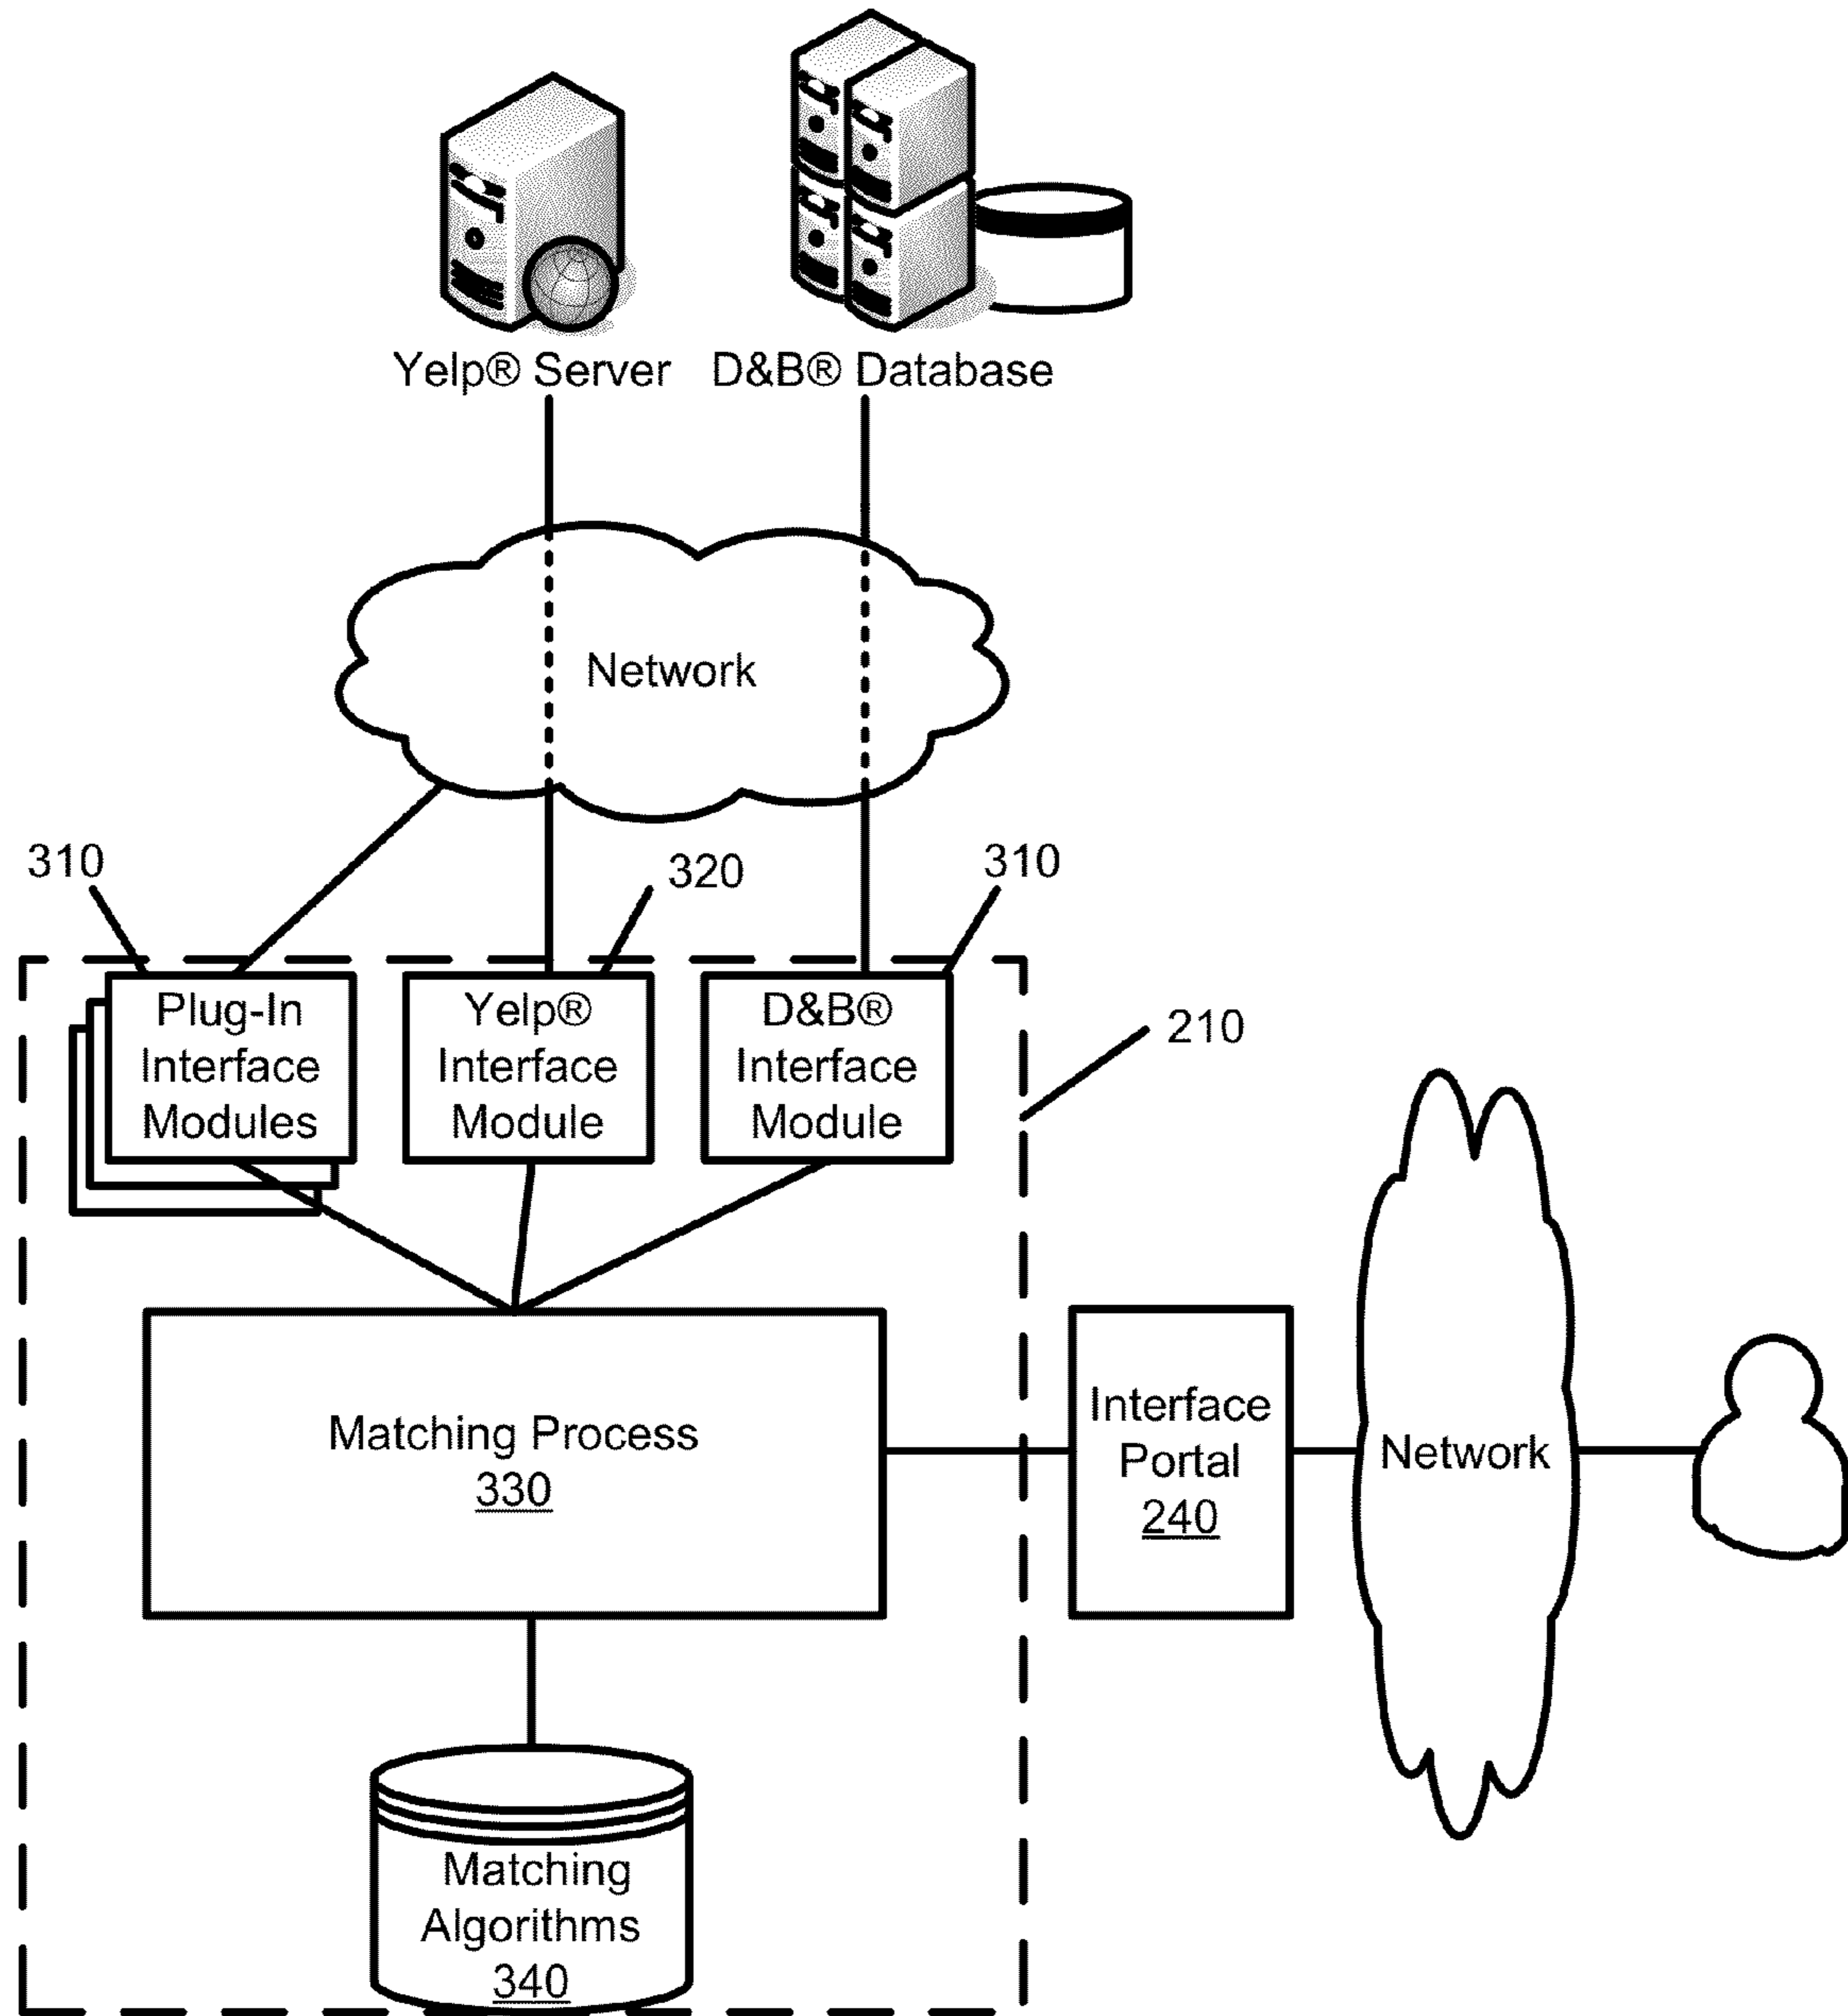 Yelp® Server
D&B® Database
Network
310
320
310
Plug-In
Interface
Modules
Yelp®
Interface
Module
D&B®
Interface
Module
210
Matching Process
330
Interface
Portal
240
Network
Matching
Algorithms
340